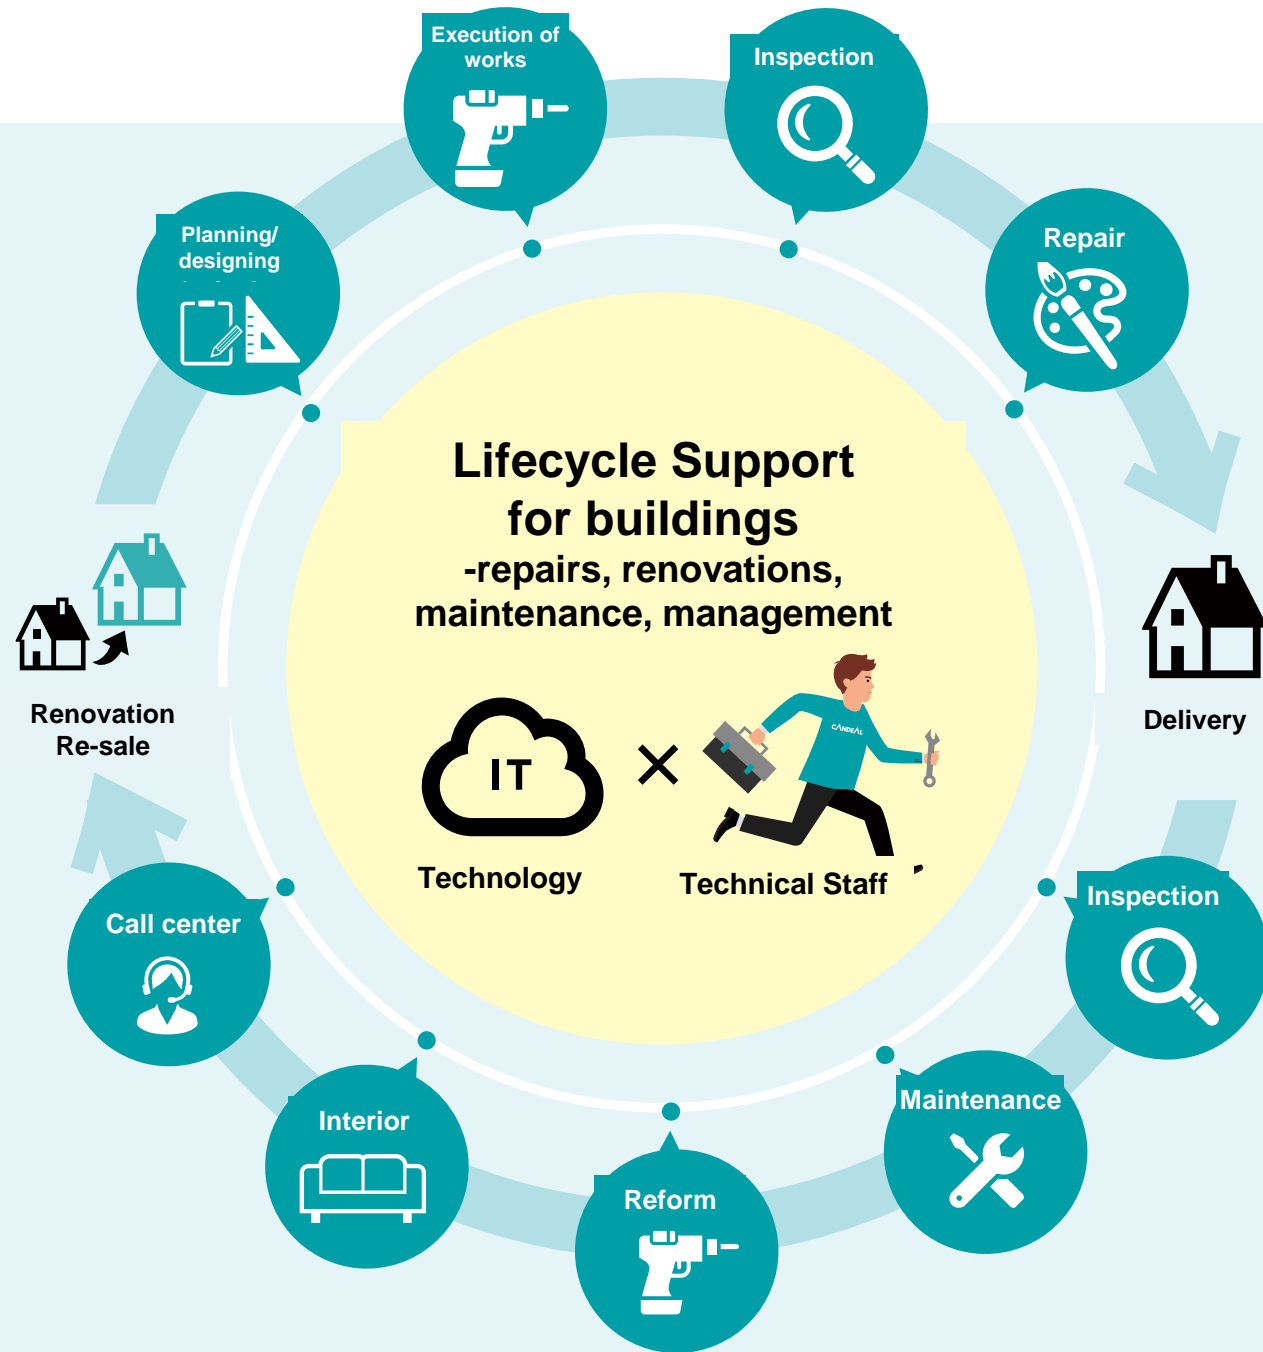 Execution of
works
Inspection
Planning/
designing
Repair
Lifecycle Support
for buildings
-repairs, renovations,
maintenance, management
Renovation
Re-sale
Delivery
IT
CANDEAL
Technology
Technical Staff
Call center
Inspection
Interior
Maintenance
Reform